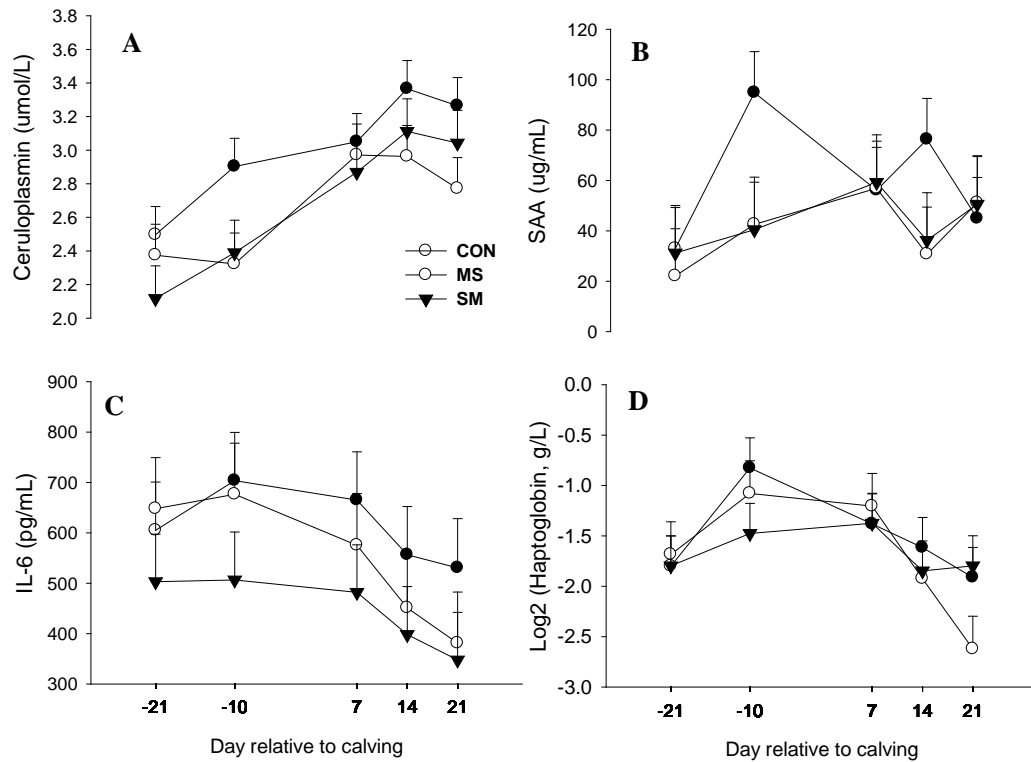 A
Ceruloplasmin (umol/L)
3.8
3.6
3.4
3.2
3.0
2.8
2.6
2.4
2.2
2.0
CON
MS
SM
B
SAA (ug/mL)
120
100
80
60
40
20
0
C
IL-6 (pg/mL)
900
800
700
600
500
400
300
-21 -10 7 14 21
Day relative to calving
D
Log2 (Haptoglobin, g/L)
0.0
-0.5
-1.0
-1.5
-2.0
-2.5
-3.0
-21 -10 7 14 21
Day relative to calving